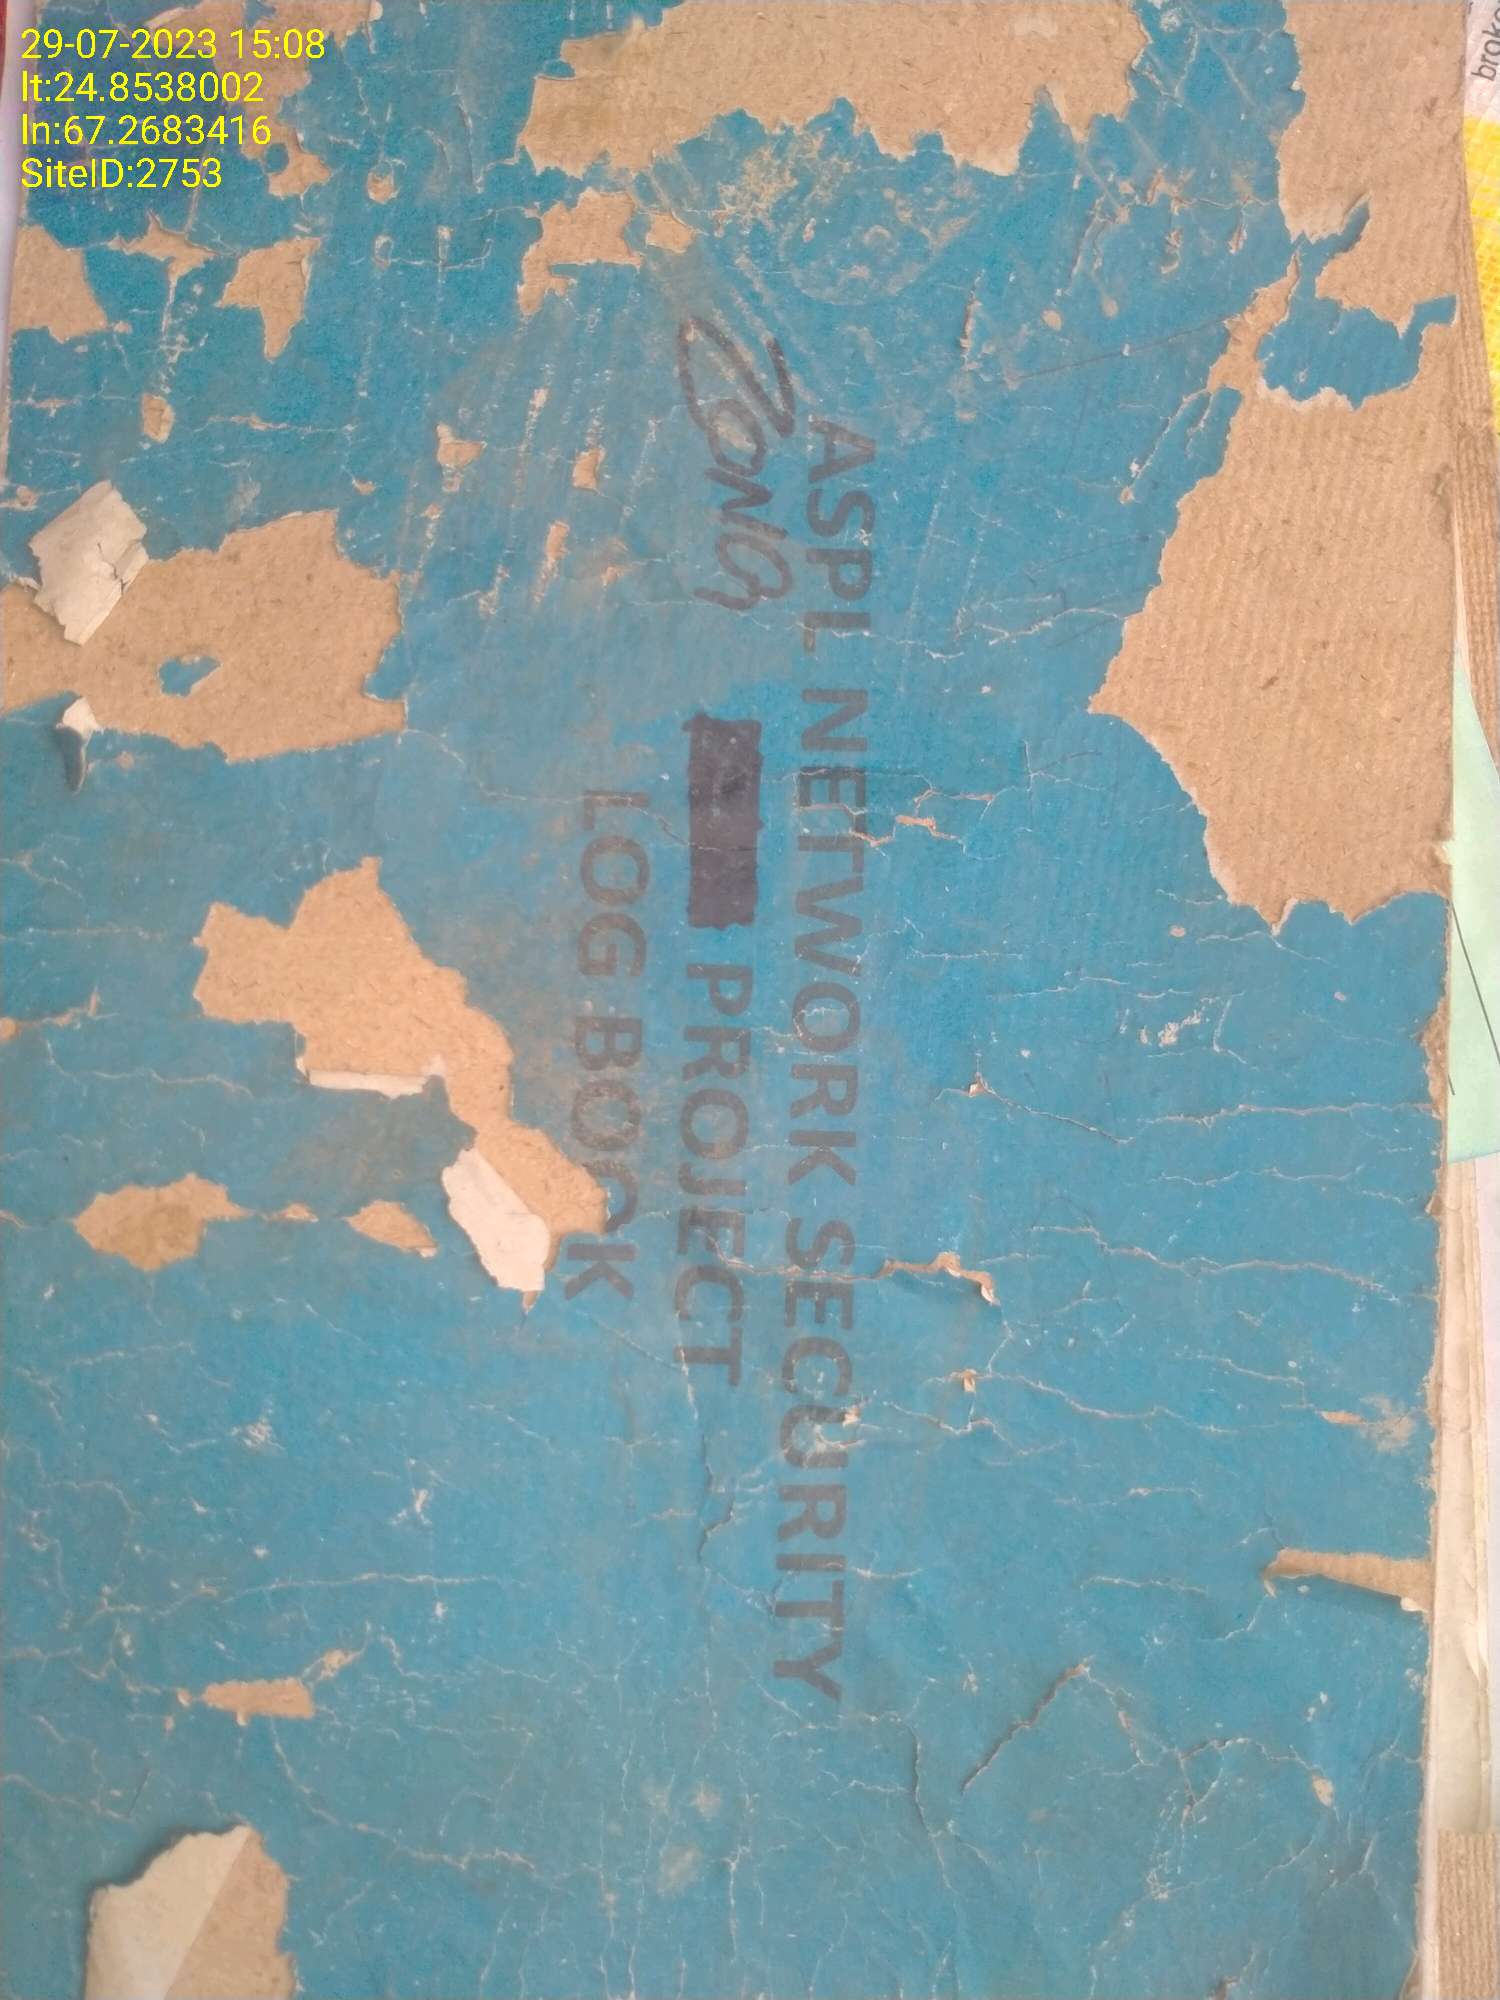 29-07-2023 15:08
lt:24.8538002
ln:67.2683416
SiteID:2753
ASPL NETWORK SECURITY
ZONG PROJECT
LOG BOOK